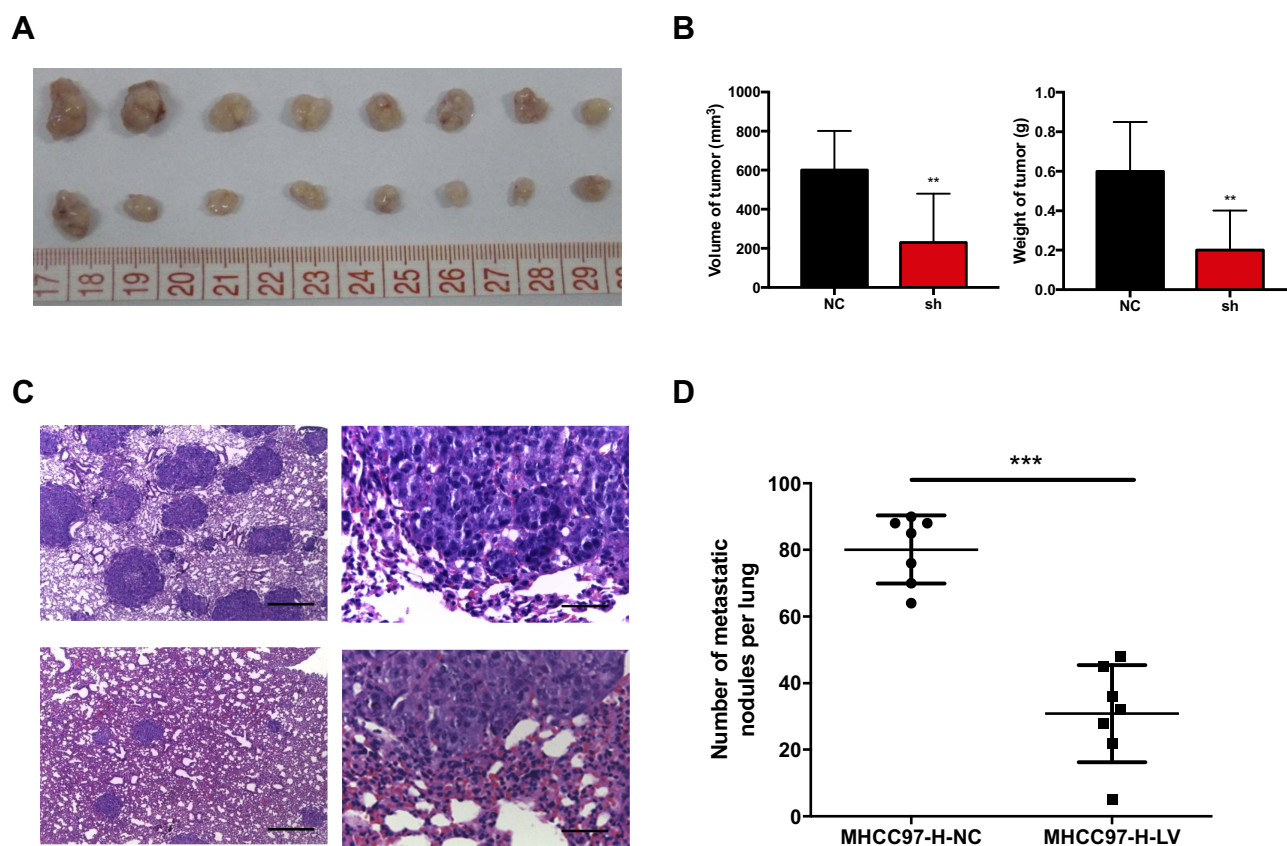 A
B
17 18 19 20 21 22 23 24 25 26 27 28 29
Volume of tumor (mm³)
1000
800
600
400
200
0
**
NC
sh
Weight of tumor (g)
1.0
0.8
0.6
0.4
0.2
0.0
**
NC
sh
C
D
Number of metastatic
nodules per lung
100
80
60
40
20
0
***
MHCC97-H-NC
MHCC97-H-LV